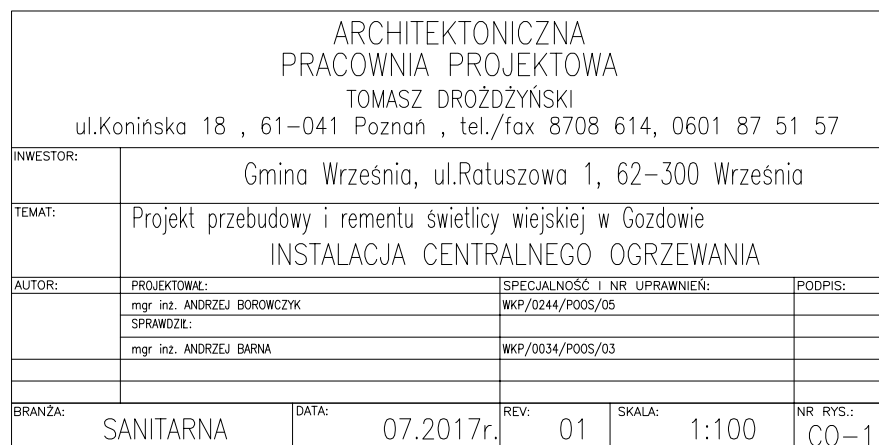 ARCHITEKTONICZNA
PRACOWNIA PROJEKTOWA
TOMASZ DROŻDŻYŃSKI
ul.Konińska 18 , 61-041 Poznań , tel./fax 8708 614, 0601 87 51 57
INWESTOR:
Gmina Września, ul.Ratuszowa 1, 62-300 Września
TEMAT:
Projekt przebudowy i rementu świetlicy wiejskiej w Gozdowie
INSTALACJA CENTRALNEGO OGRZEWANIA
AUTOR: PROJEKTOWAŁ: SPECJALNOŚĆ I NR UPRAWNIEŃ: PODPIS:
mgr inż. ANDRZEJ BOROWCZYK WKP/0244/POOS/05
SPRAWDZIŁ:
mgr inż. ANDRZEJ BARNA WKP/0034/POOS/03
BRANŻA: SANITARNA DATA: 07.2017r. REV: 01 SKALA: 1:100 NR RYS.: CO-1